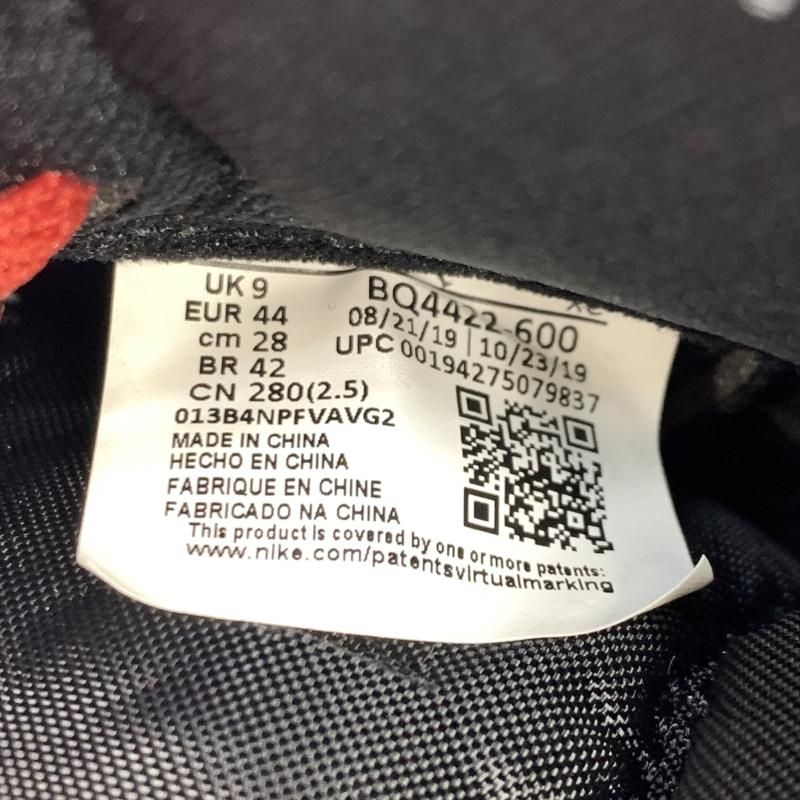 UK 9
EUR 44
cm 28
BR 42
CN 280(2.5)
013B4NPFVAVG2
MADE IN CHINA
HECHO EN CHINA
FABRIQUE EN CHINE
FABRICADO NA CHINA
BQ4422-600
08/21/19 | 10/23/19
UPC 00194275079837
This product is covered by one or more patents:
www.nike.com/patentsvirtualmarking